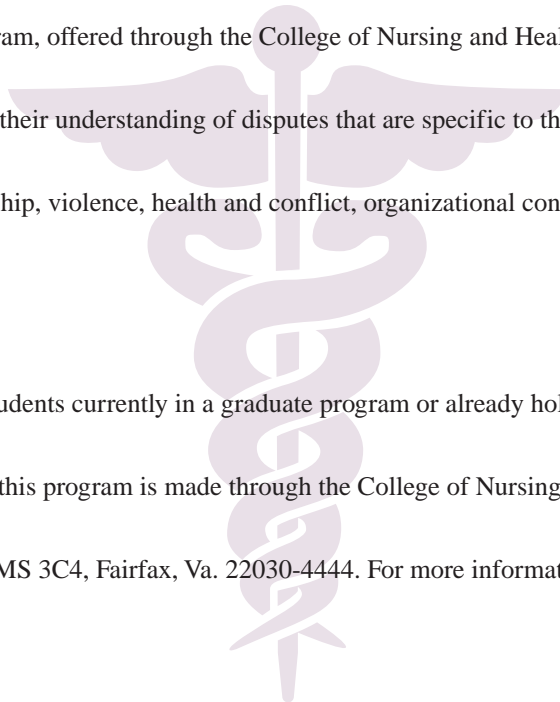 ram, offered through the College of Nursing and Heal
their understanding of disputes that are specific to th
hip, violence, health and conflict, organizational con
udents currently in a graduate program or already hol
this program is made through the College of Nursing
MS 3C4, Fairfax, Va. 22030-4444. For more informat